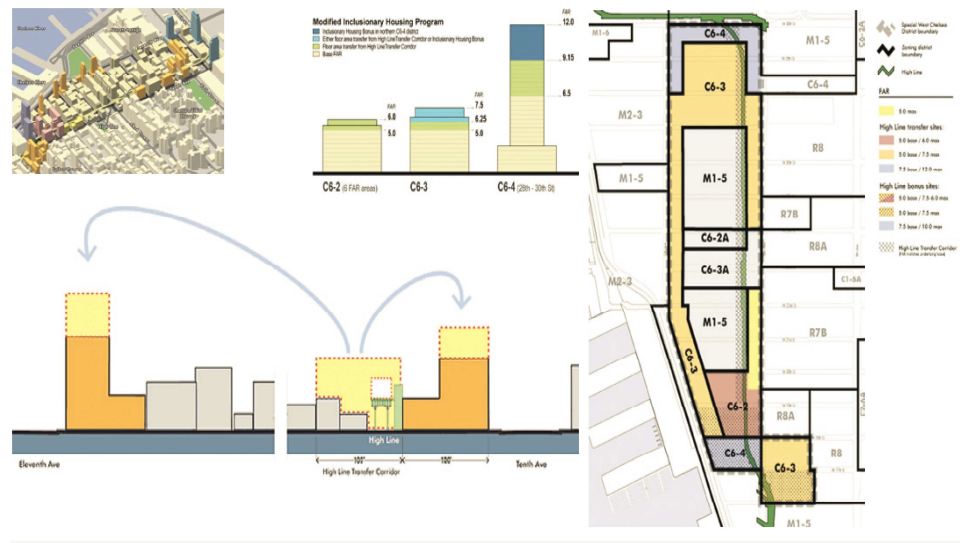 Modified Inclusionary Housing Program
Inclusionary Housing Bonus in northern C6-4 district
Either floor area transfer from High Line Transfer Corridor or Inclusionary Housing Bonus
Floor area transfer from High Line Transfer Corridor
Base FAR
FAR:
12.0
9.15
6.5
FAR:
7.5
6.25
5.0
FAR:
6.0
5.0
C6-2 (6 FAR areas)
C6-3
C6-4 (28th - 30th St)
High Line
100'
100'
Eleventh Ave
High Line Transfer Corridor
Tenth Ave
M1-6
C6-4
M1-5
C6-2A
C6-3
C6-4
M2-3
R8
M1-5
M1-5
R7B
C6-2A
R8A
C6-3A
M2-3
C1-6A
M1-5
R7B
C6-3
C6-2
R8A
C6-4
C6-3
R8
M1-5
Special West Chelsea
District boundary
Zoning district
boundary
High Line
FAR
5.0 max
High Line transfer sites:
5.0 base / 6.0 max
5.0 base / 7.5 max
7.5 base / 12.0 max
High Line bonus sites:
5.0 base / 7.5-6.0 max
5.0 base / 7.5 max
7.5 base / 10.0 max
High Line Transfer Corridor